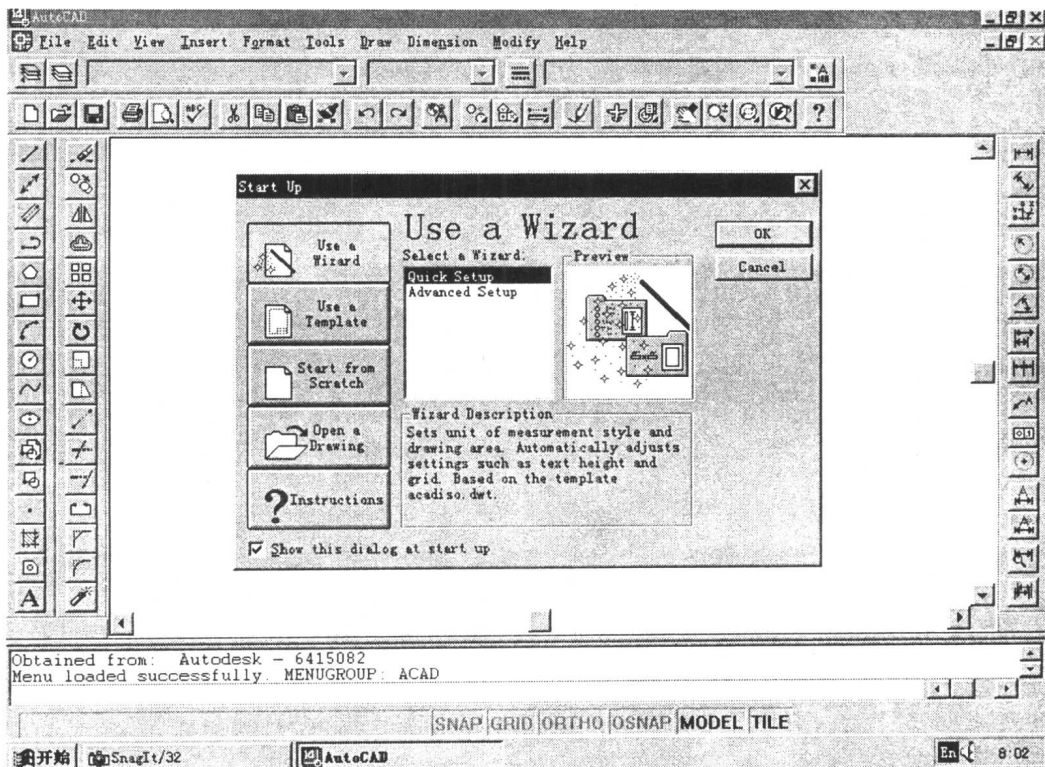 AutoCAD
File Edit View Insert Format Tools Draw Dimension Modify Help
Start Up
Use a Wizard
Use a Template
Start from Scratch
Open a Drawing
Instructions
Use a Wizard
Select a Wizard:
Quick Setup
Advanced Setup
Preview
OK
Cancel
Wizard Description
Sets unit of measurement style and
drawing area. Automatically adjusts
settings such as text height and
grid. Based on the template
acadiso.dwt.
Show this dialog at start up
Obtained from: Autodesk - 6415082
Menu loaded successfully. MENUGROUP: ACAD
SNAP GRID ORTHO OSNAP MODEL TILE
开始 SnagIt/32 AutoCAD En 8:02